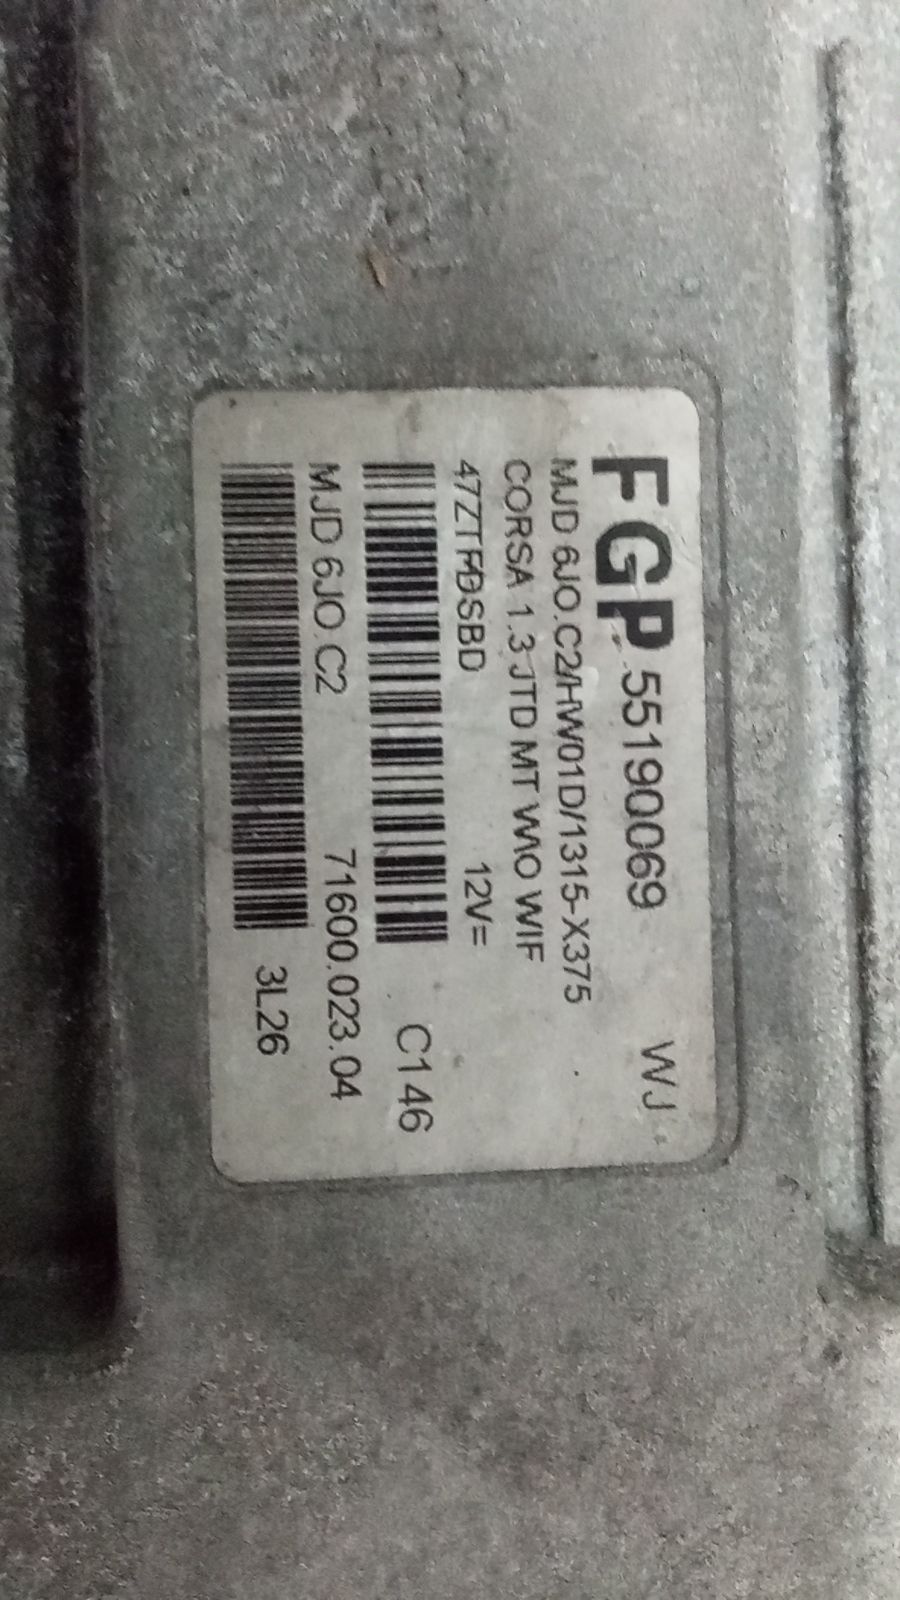 FGP 55190069 WJ
MJD 6JO.C2/HW01D/1315-X375
CORSA 1.3 JTD MT W\O WIF
12V=
C146
MJD 6JO.C2 71600.023.04
3L26